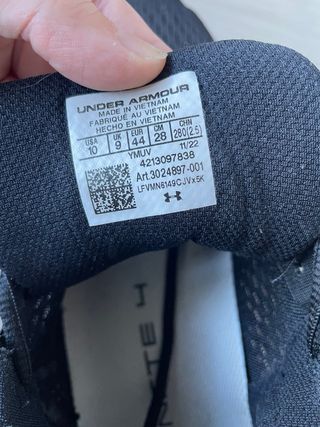 UNDER ARMOUR
MADE IN VIETNAM
FABRIQUÉ AU VIETNAM
HECHO EN VIETNAM
USA UK EUR CM CHN
10 9 44 28 280(2.5)
YMUV 11/22
4213097838
Art.3024897-001
LFVMN6149CJVx5K